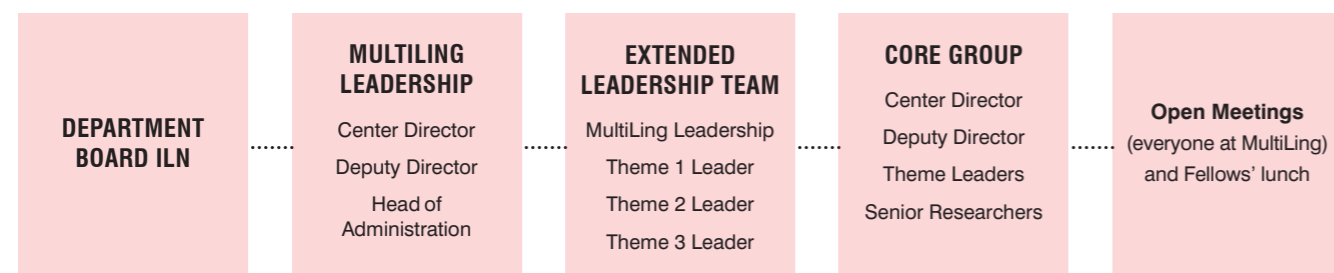 DEPARTMENT
BOARD ILN
MULTILING
LEADERSHIP
Center Director
Deputy Director
Head of
Administration
EXTENDED
LEADERSHIP TEAM
MultiLing Leadership
Theme 1 Leader
Theme 2 Leader
Theme 3 Leader
CORE GROUP
Center Director
Deputy Director
Theme Leaders
Senior Researchers
Open Meetings
(everyone at MultiLing)
and Fellows’ lunch